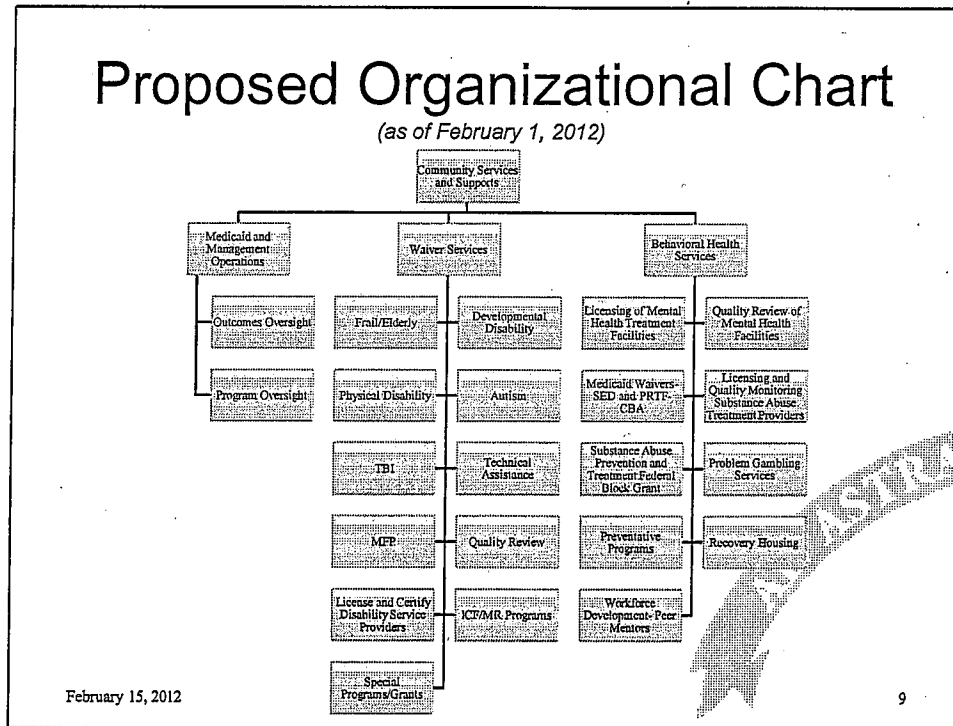 Proposed Organizational Chart
(as of February 1, 2012)
Community Services
and Supports
Medicaid and
Management
Operations
Waiver Services
Behavioral Health
Services
Outcomes Oversight
Frail/Elderly
Developmental
Disability
Licensing of Mental
Health Treatment
Facilities
Quality Review of
Mental Health
Facilities
Program Oversight
Physical Disability
Autism
Medicaid Waivers-
SED and PRTF-
CBA
Licensing and
Quality Monitoring
Substance Abuse
Treatment Providers
TBI
Technical
Assistance
Substance Abuse
Prevention and
Treatment Federal
Block Grant
Problem Gambling
Services
MFP
Quality Review
Preventative
Programs
Recovery Housing
License and Certify
Disability Service
Providers
ICF/MR Programs
Workforce
Development- Peer
Mentors
Special
Programs/Grants
February 15, 2012
9